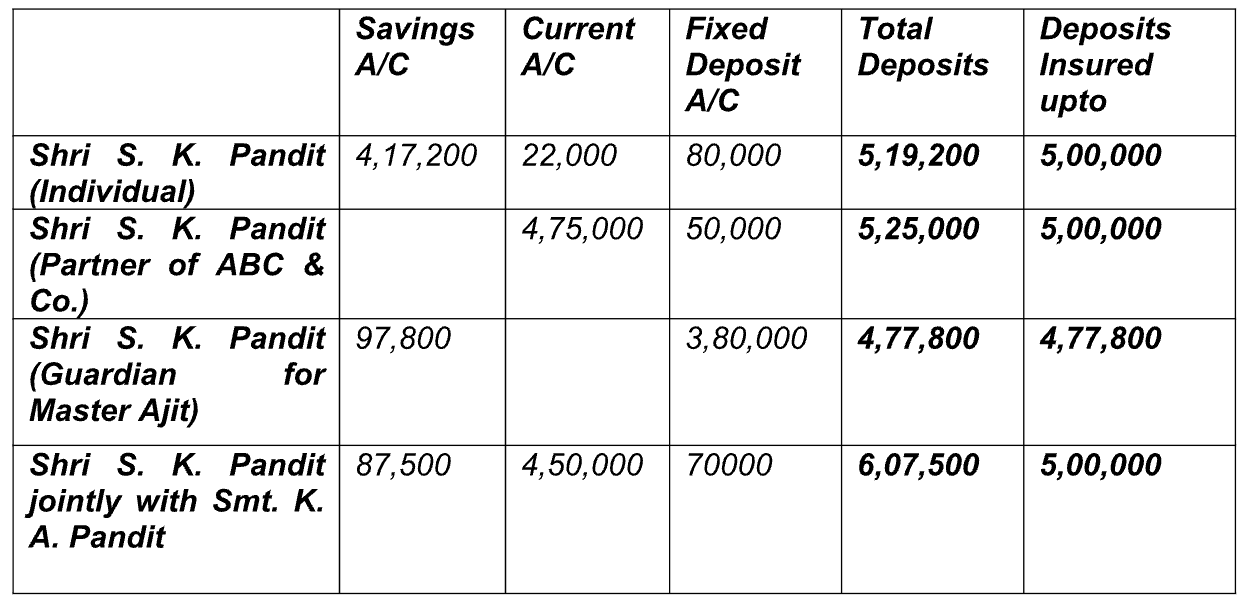 Savings A/C Current A/C Fixed Deposit A/C Total Deposits Deposits Insured upto
Shri S. K. Pandit (Individual) 4,17,200 22,000 80,000 5,19,200 5,00,000
Shri S. K. Pandit (Partner of ABC & Co.) 4,75,000 50,000 5,25,000 5,00,000
Shri S. K. Pandit (Guardian for Master Ajit) 97,800 3,80,000 4,77,800 4,77,800
Shri S. K. Pandit jointly with Smt. K. A. Pandit 87,500 4,50,000 70000 6,07,500 5,00,000